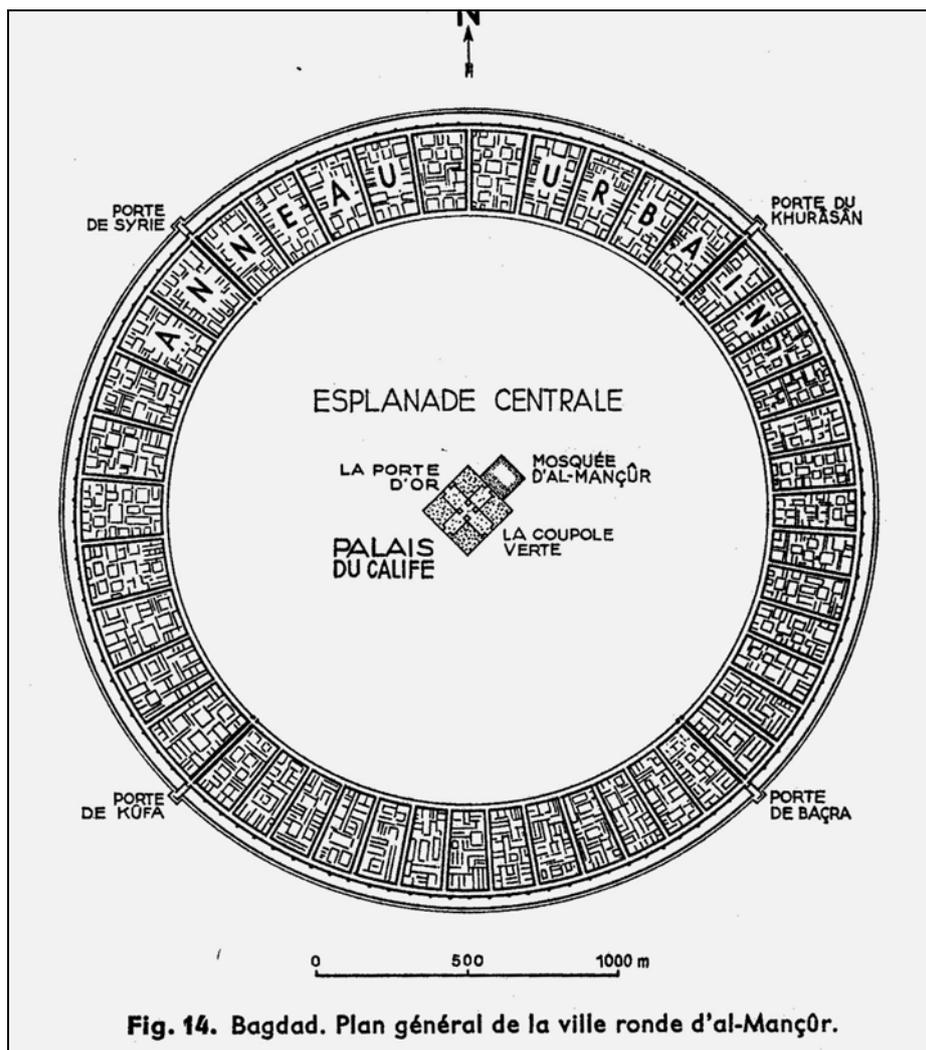 N
ANNEAU URBAIN
PORTE
DE SYRIE
PORTE DU
KHURÂSÂN
ESPLANADE CENTRALE
LA PORTE
D'OR
MOSQUÉE
D'AL-MANÇÛR
PALAIS
DU CALIFE
LA COUPOLE
VERTE
PORTE
DE KÛFA
PORTE
DE BAÇRA
0 500 1000 m
Fig. 14. Bagdad. Plan général de la ville ronde d'al-Mançûr.